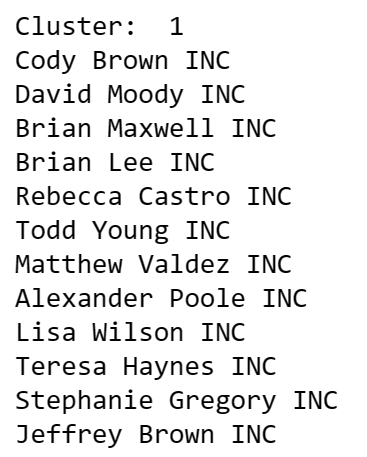 Cluster:  1
Cody Brown INC
David Moody INC
Brian Maxwell INC
Brian Lee INC
Rebecca Castro INC
Todd Young INC
Matthew Valdez INC
Alexander Poole INC
Lisa Wilson INC
Teresa Haynes INC
Stephanie Gregory INC
Jeffrey Brown INC